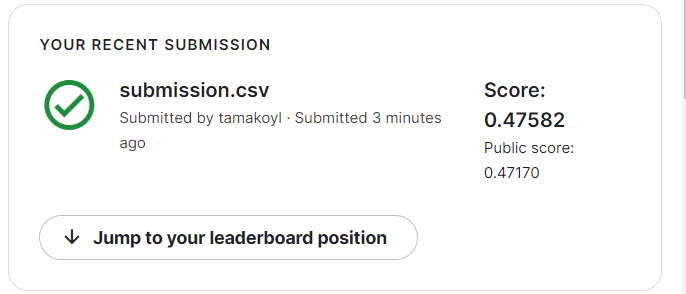 YOUR RECENT SUBMISSION
submission.csv
Submitted by tamakoyl · Submitted 3 minutes
ago
Score:
0.47582
Public score:
0.47170
Jump to your leaderboard position